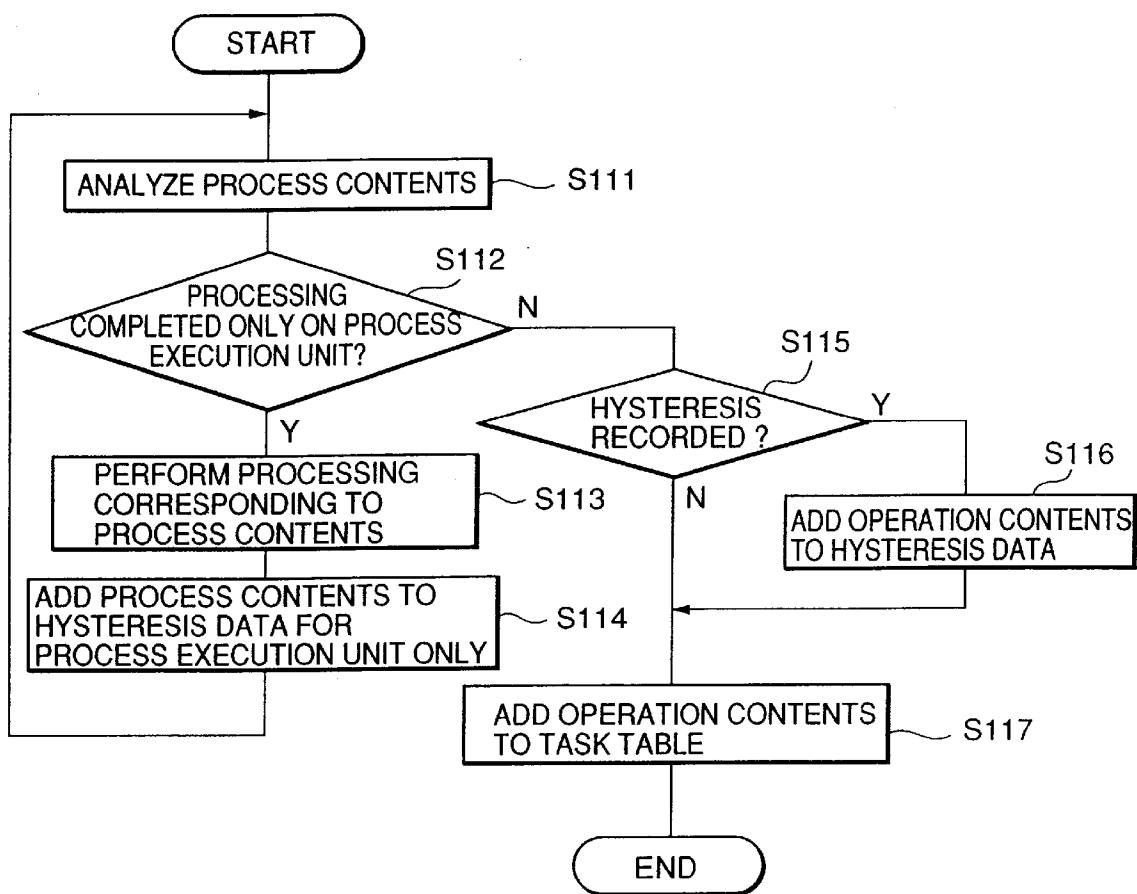 START
ANALYZE PROCESS CONTENTS
S111
S112
PROCESSING
COMPLETED ONLY ON PROCESS
EXECUTION UNIT?
N
Y
S115
HYSTERESIS
RECORDED ?
Y
N
PERFORM PROCESSING
CORRESPONDING TO
PROCESS CONTENTS
S113
S116
ADD OPERATION CONTENTS
TO HYSTERESIS DATA
ADD PROCESS CONTENTS TO
HYSTERESIS DATA FOR
PROCESS EXECUTION UNIT ONLY
S114
ADD OPERATION CONTENTS
TO TASK TABLE
S117
END